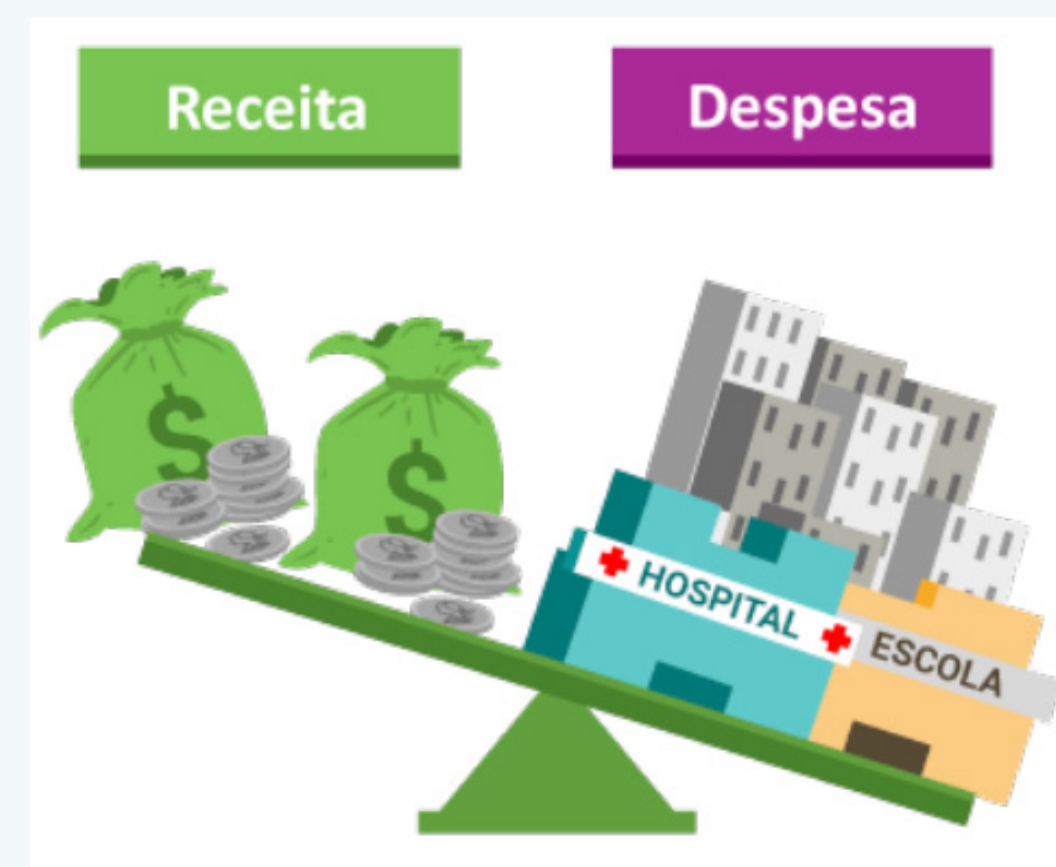 Receita
Despesa
$
$
HOSPITAL
ESCOLA